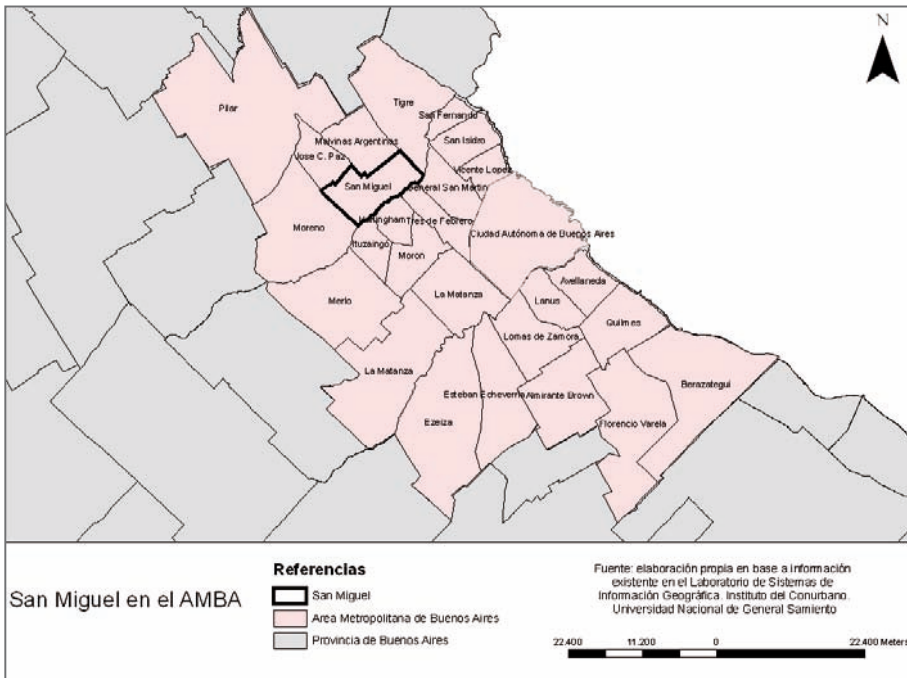 N
Pilar
Tigre
San Fernando
Malvinas Argentinas
San Isidro
Jose C. Paz
Vicente Lopez
San Miguel
General San Martin
Moreno
Hurlingham
Tres de Febrero
Ciudad Autónoma de Buenos Aires
Ituzaingó
Moron
Avellaneda
Merlo
La Matanza
Lanus
Quilmes
Lomas de Zamora
La Matanza
Berazategui
Esteban Echeverria
Almirante Brown
Ezeiza
Florencio Varela
San Miguel en el AMBA
Referencias
San Miguel
Area Metropolitana de Buenos Aires
Provincia de Buenos Aires
Fuente: elaboración propia en base a información
existente en el Laboratorio de Sistemas de
Información Geográfica. Instituto del Conurbano.
Universidad Nacional de General Samiento
22.400 11.200 0 22.400 Meters